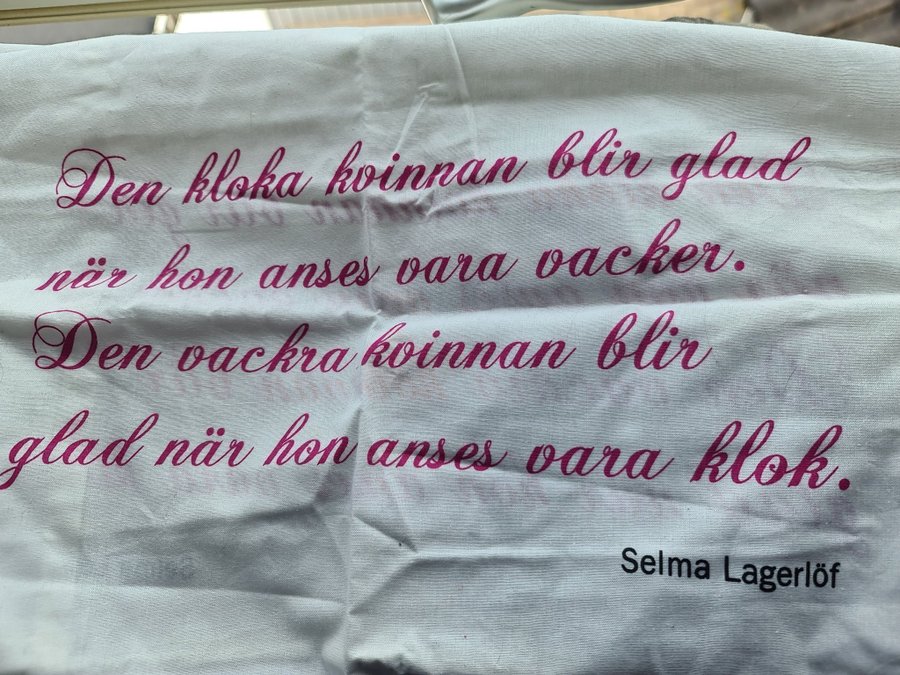 Den kloka kvinnan blir glad
när hon anses vara vacker.
Den vackra kvinnan blir
glad när hon anses vara klok.
Selma Lagerlöf